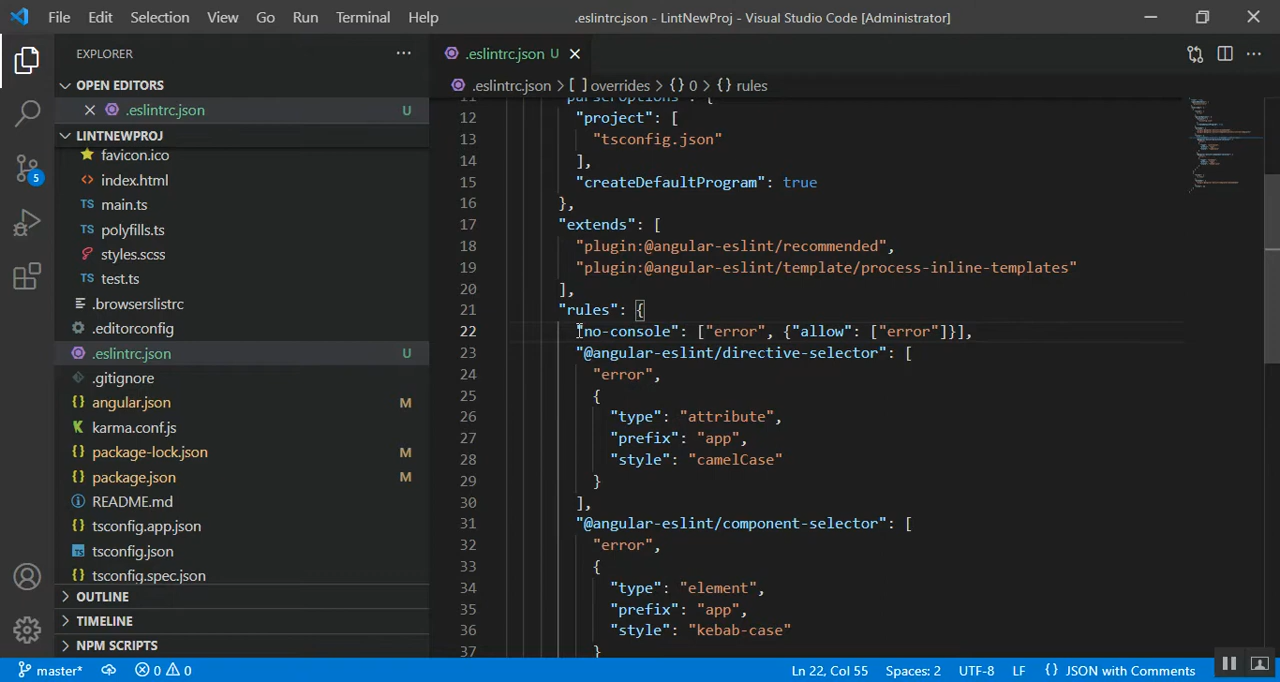 File Edit Selection View Go Run Terminal Help .eslintrc.json - LintNewProj - Visual Studio Code [Administrator]
EXPLORER
OPEN EDITORS
.eslintrc.json U
LINTNEWPROJ
favicon.ico
index.html
TS main.ts
TS polyfills.ts
styles.scss
TS test.ts
.browserslistrc
.editorconfig
.eslintrc.json U
.gitignore
angular.json M
karma.conf.js
package-lock.json M
package.json M
README.md
tsconfig.app.json
tsconfig.json
tsconfig.spec.json
OUTLINE
TIMELINE
NPM SCRIPTS
5
.eslintrc.json U
.eslintrc.json > [ ] overrides > {} 0 > {} rules
11 "parserOptions": {
12 "project": [
13 "tsconfig.json"
14 ],
15 "createDefaultProgram": true
16 },
17 "extends": [
18 "plugin:@angular-eslint/recommended",
19 "plugin:@angular-eslint/template/process-inline-templates"
20 ],
21 "rules": {
22 "no-console": ["error", {"allow": ["error"]}],
23 "@angular-eslint/directive-selector": [
24 "error",
25 {
26 "type": "attribute",
27 "prefix": "app",
28 "style": "camelCase"
29 }
30 ],
31 "@angular-eslint/component-selector": [
32 "error",
33 {
34 "type": "element",
35 "prefix": "app",
36 "style": "kebab-case"
37 }
master* 0 0 Ln 22, Col 55 Spaces: 2 UTF-8 LF {} JSON with Comments